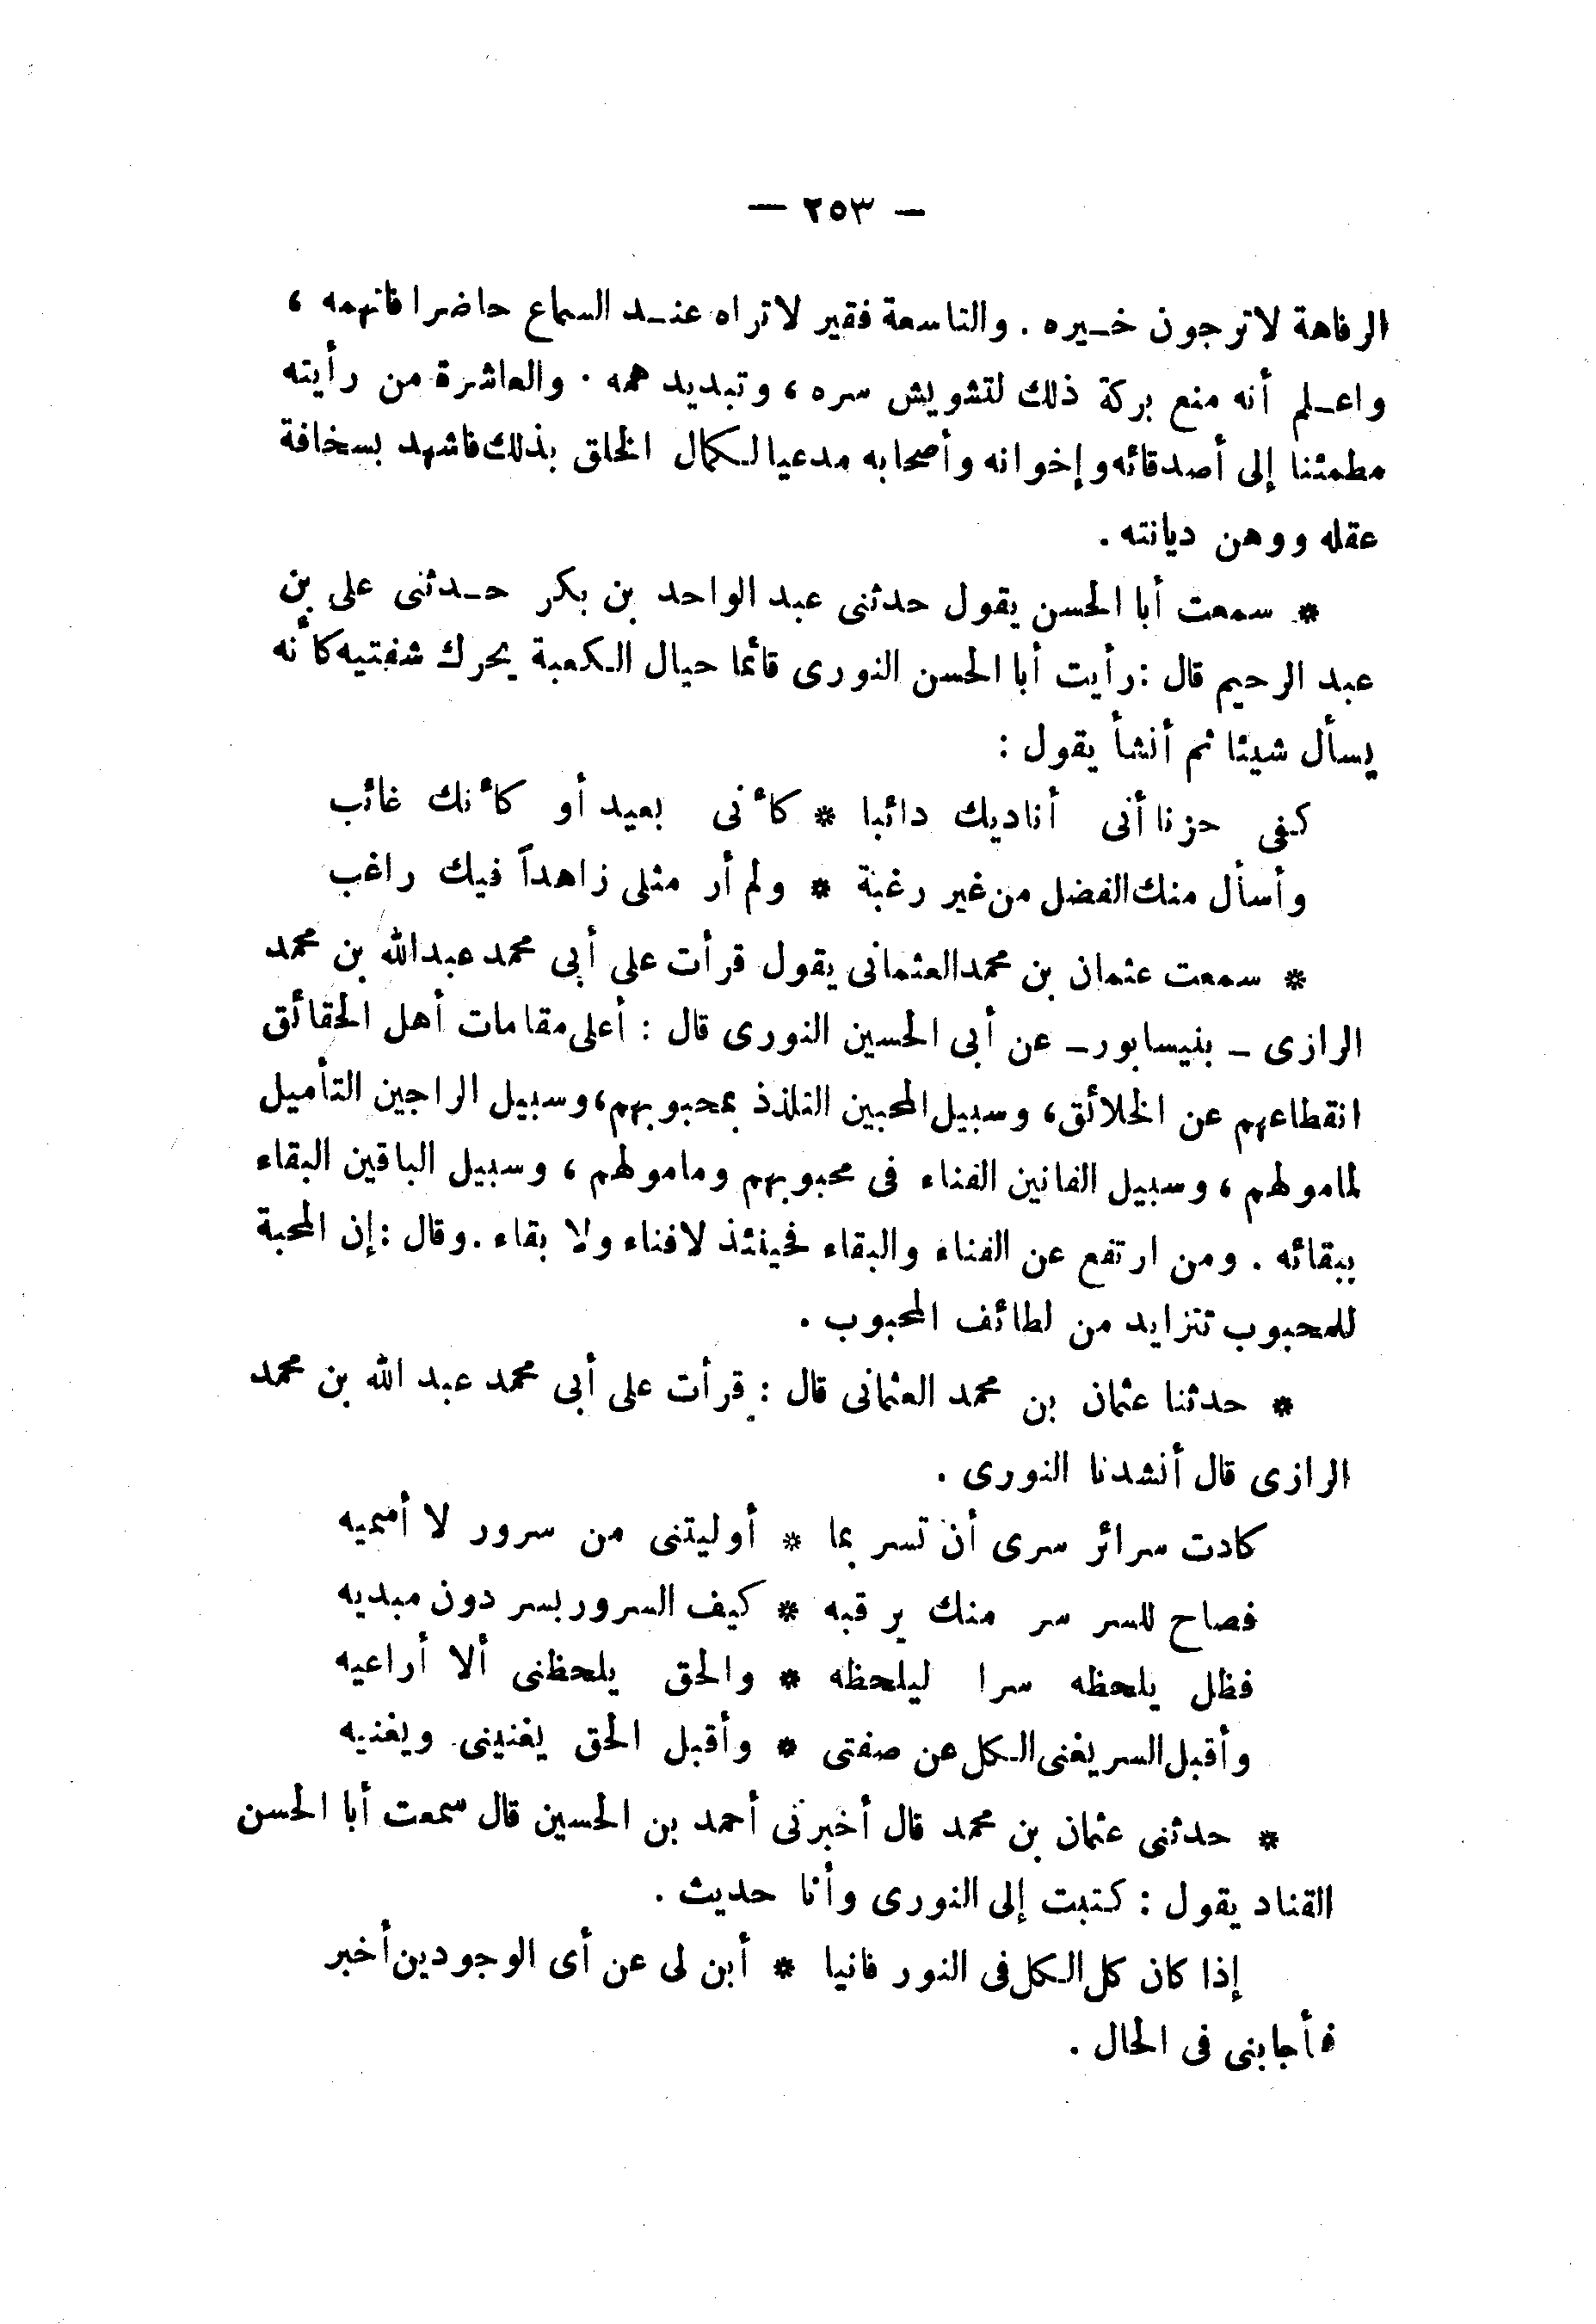 — ٢٥٣ —
الرفاهة لاترجون خيره . والتاسعة فقير لاتراه عند السماع حاضرا فاتهمه ،
واعلم أنه منع بركة ذلك لتشويش سره ، وتبديد همه . والعاشرة من رأيته
مطمئنا إلى أصدقائه وإخوانه وأصحابه مدعيا لكمال الخلق بذلك فاشهد بسخافة
عقله ووهن ديانته .
* سمعت أبا الحسن يقول حدثنى عبد الواحد بن بكر حدثنى على بن
عبد الرحيم قال : رأيت أبا الحسن النورى قائما حيال الكعبة يحرك شفتيه كأنه
يسأل شيئا ثم أنشأ يقول :
كفى حزنا أنى أناديك دائبا * كأنى بعيد أو كأنك غائب
وأسأل منك الفضل من غير رغبة * ولم أر مثلى زاهداً فيك راغب
* سمعت عثمان بن محمد العثمانى يقول قرأت على أبى محمد عبدالله بن محمد
الرازى - بنيسابور - عن أبى الحسين النورى قال : أعلى مقامات أهل الحقائق
انقطاعهم عن الخلائق ، وسبيل المحبين التلذذ بمحبوبهم ، وسبيل الراجين التأميل
لمامولهم ، وسبيل الفانين الفناء فى محبوبهم ومامولهم ، وسبيل الباقين البقاء
ببقائه . ومن ارتفع عن الفناء والبقاء فحينئذ لافناء ولا بقاء . وقال : إن المحبة
للمحبوب تتزايد من لطائف المحبوب .
* حدثنا عثمان بن محمد العثمانى قال : قرأت على أبى محمد عبد الله بن محمد
الرازى قال أنشدنا النورى .
كادت سرائر سرى أن تسر بما * أوليتنى من سرور لا أسميه
فصاح للسر سر منك يرقبه * كيف السرور بسر دون مبديه
فظل يلحظه سرا ليلحظه * والحق يلحظنى ألا أراعيه
وأقبل السر يفنى الكل عن صفتى * وأقبل الحق يفنينى ويفنيه
* حدثنى عثمان بن محمد قال أخبرنى أحمد بن الحسين قال سمعت أبا الحسن
القناد يقول : كتبت إلى النورى وأنا حديث .
إذا كان كل الكل فى النور فانيا * أبن لى عن أى الوجودين أخبر
فأجابنى فى الحال .